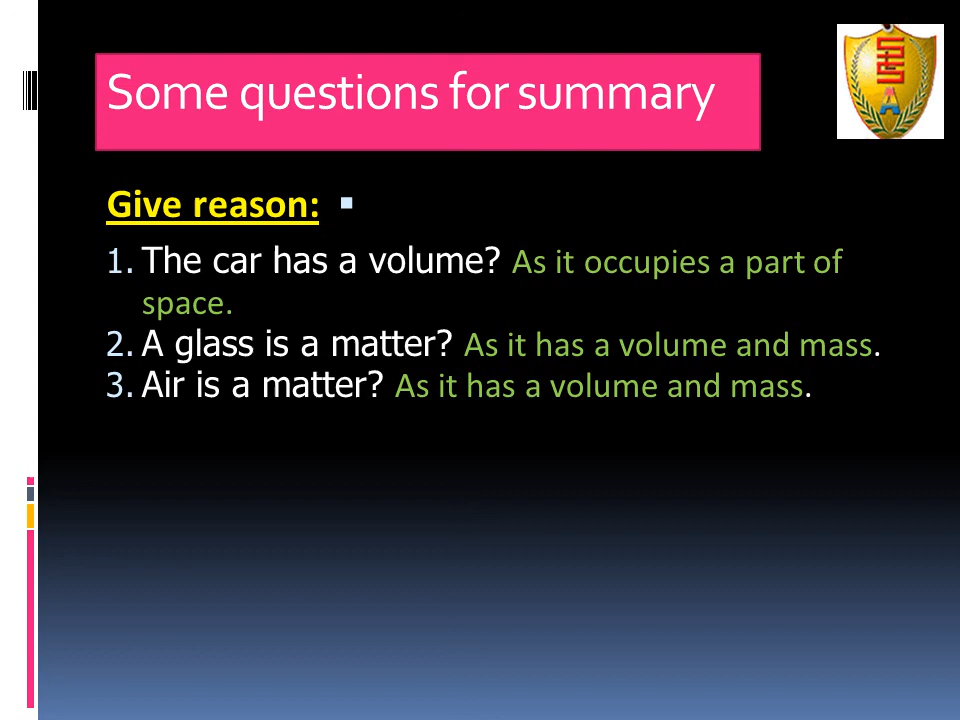 Some questions for summary
Give reason:
1. The car has a volume? As it occupies a part of
space.
2. A glass is a matter? As it has a volume and mass.
3. Air is a matter? As it has a volume and mass.